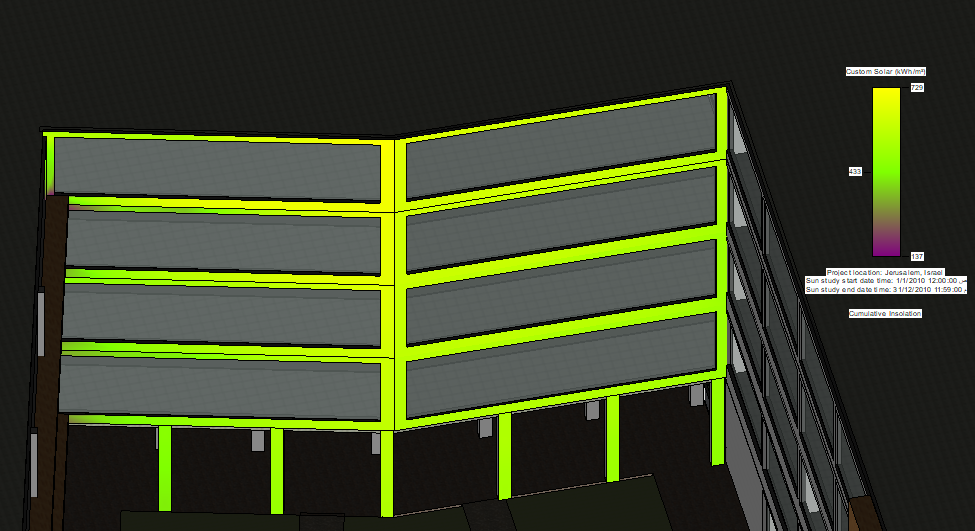 Custom Solar (kWh/m²)
729
433
137
Project location: Jerusalem, Israel
Sun study start date time: 1/1/2010 12:00:00 ص
Sun study end date time: 31/12/2010 11:59:00 م
Cumulative Insolation